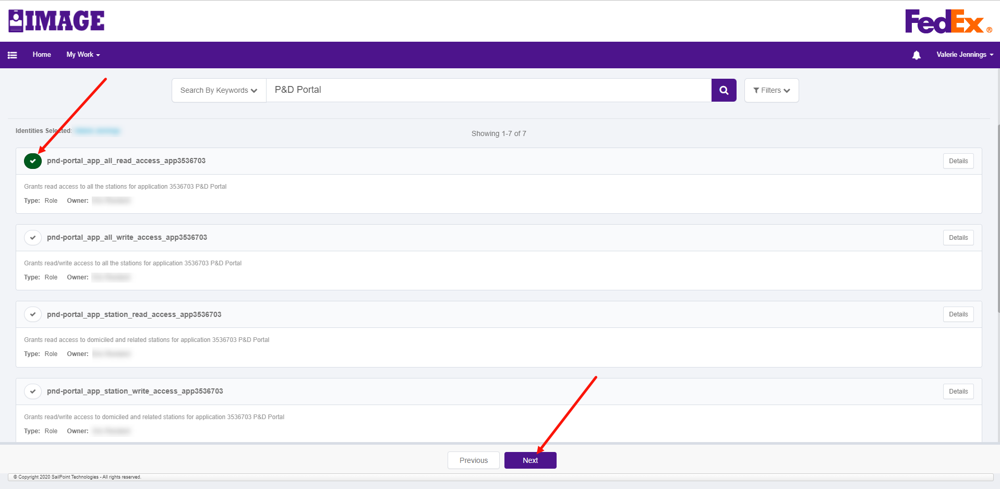 IMAGE
FedEx ®
Home My Work Valerie Jennings
Search By Keywords P&D Portal Filters
Identities Selected:
Showing 1-7 of 7
pnd-portal_app_all_read_access_app3536703 Details
Grants read access to all the stations for application 3536703 P&D Portal
Type: Role Owner:
pnd-portal_app_all_write_access_app3536703 Details
Grants read/write access to all the stations for application 3536703 P&D Portal
Type: Role Owner:
pnd-portal_app_station_read_access_app3536703 Details
Grants read access to domiciled and related stations for application 3536703 P&D Portal
Type: Role Owner:
pnd-portal_app_station_write_access_app3536703 Details
Grants read/write access to domiciled and related stations for application 3536703 P&D Portal
Type: Role Owner:
Previous Next
© Copyright 2020 SailPoint Technologies - All rights reserved.